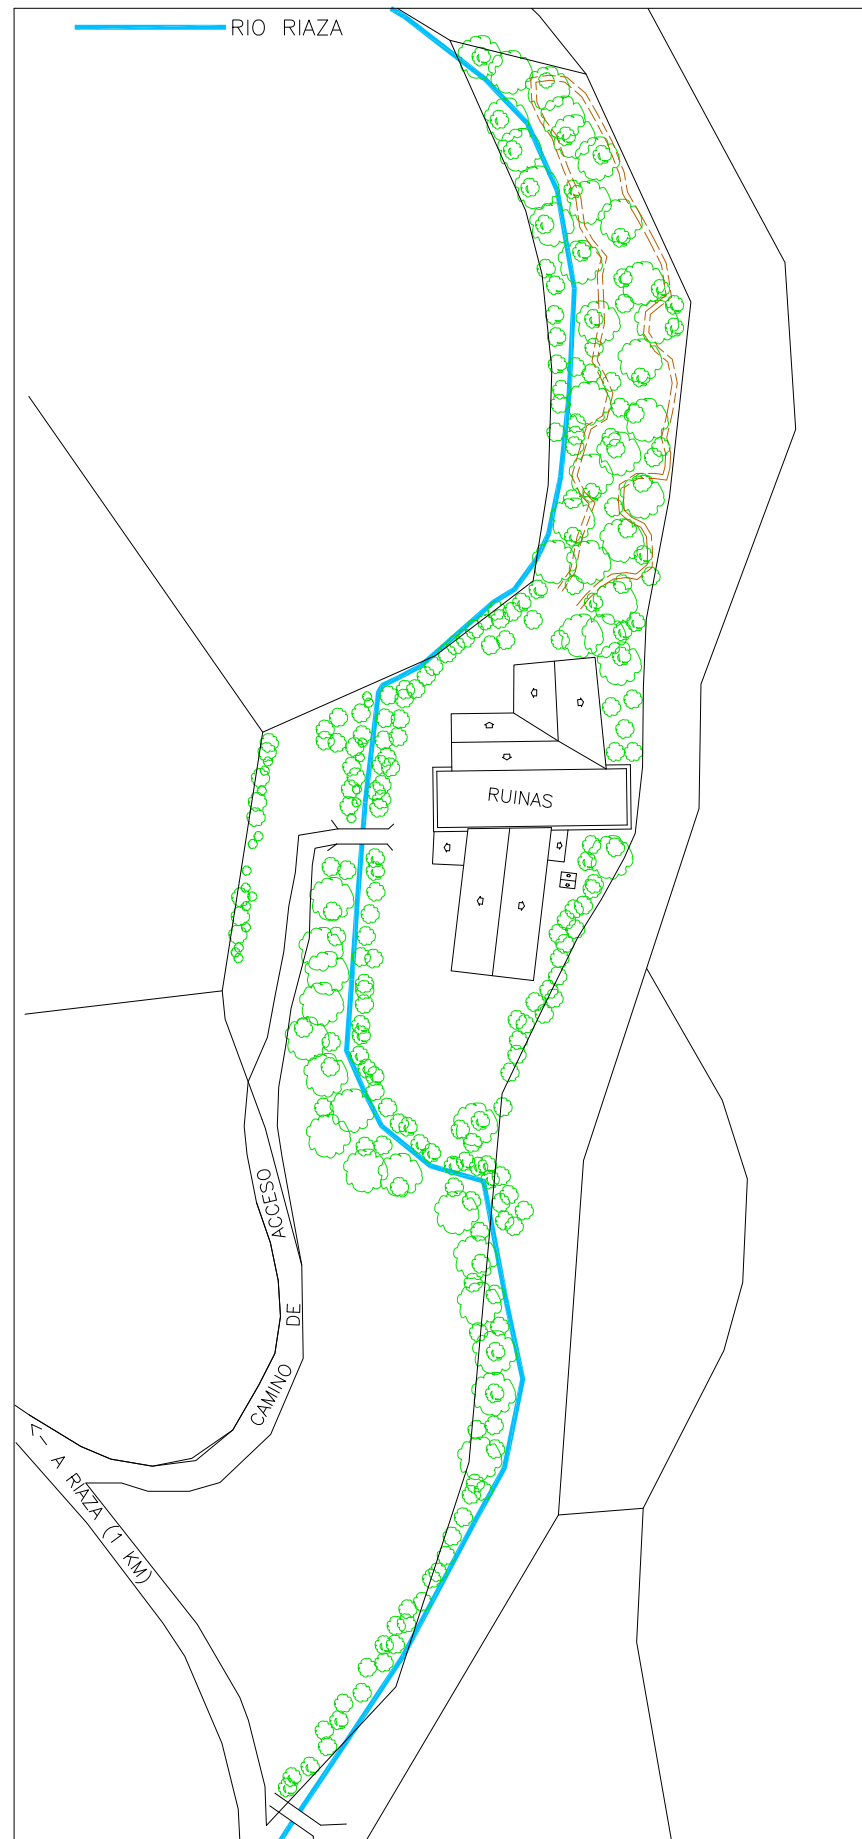 RIO RIAZA
RUINAS
CAMINO DE ACCESO
<- A RIAZA (1 KM)